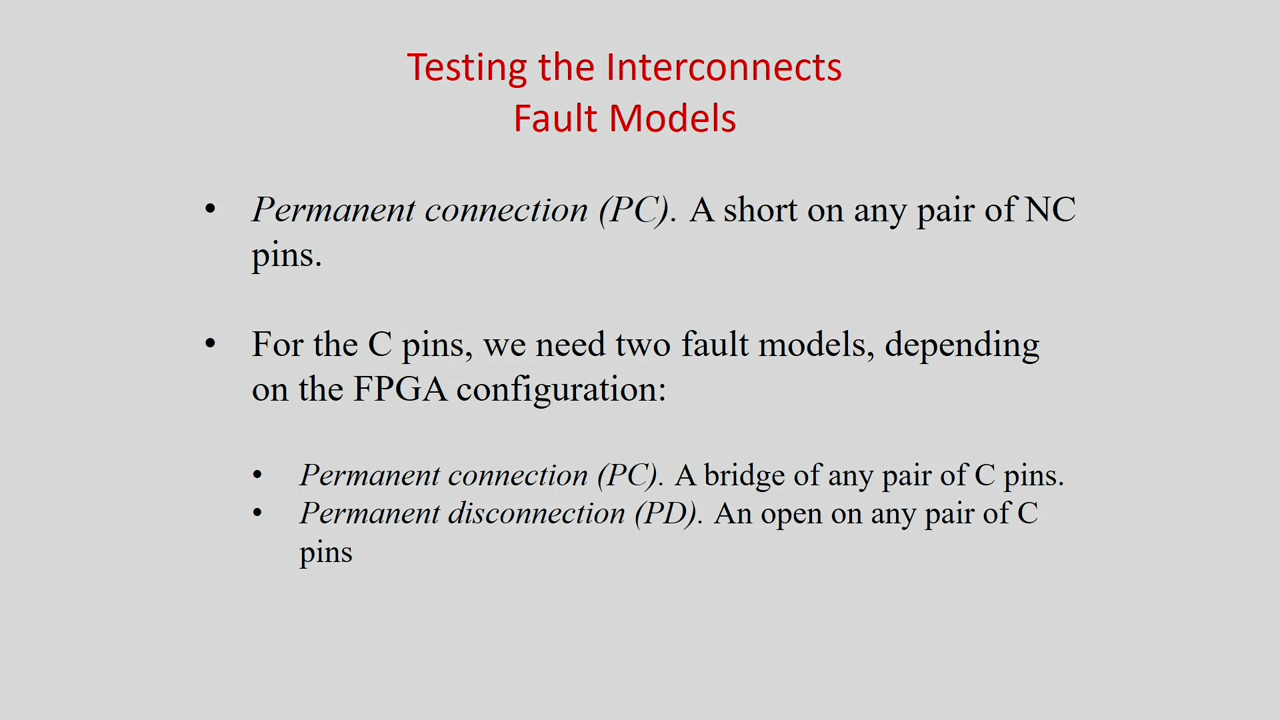 Testing the Interconnects
Fault Models
• Permanent connection (PC). A short on any pair of NC
pins.
• For the C pins, we need two fault models, depending
on the FPGA configuration:
• Permanent connection (PC). A bridge of any pair of C pins.
• Permanent disconnection (PD). An open on any pair of C
pins